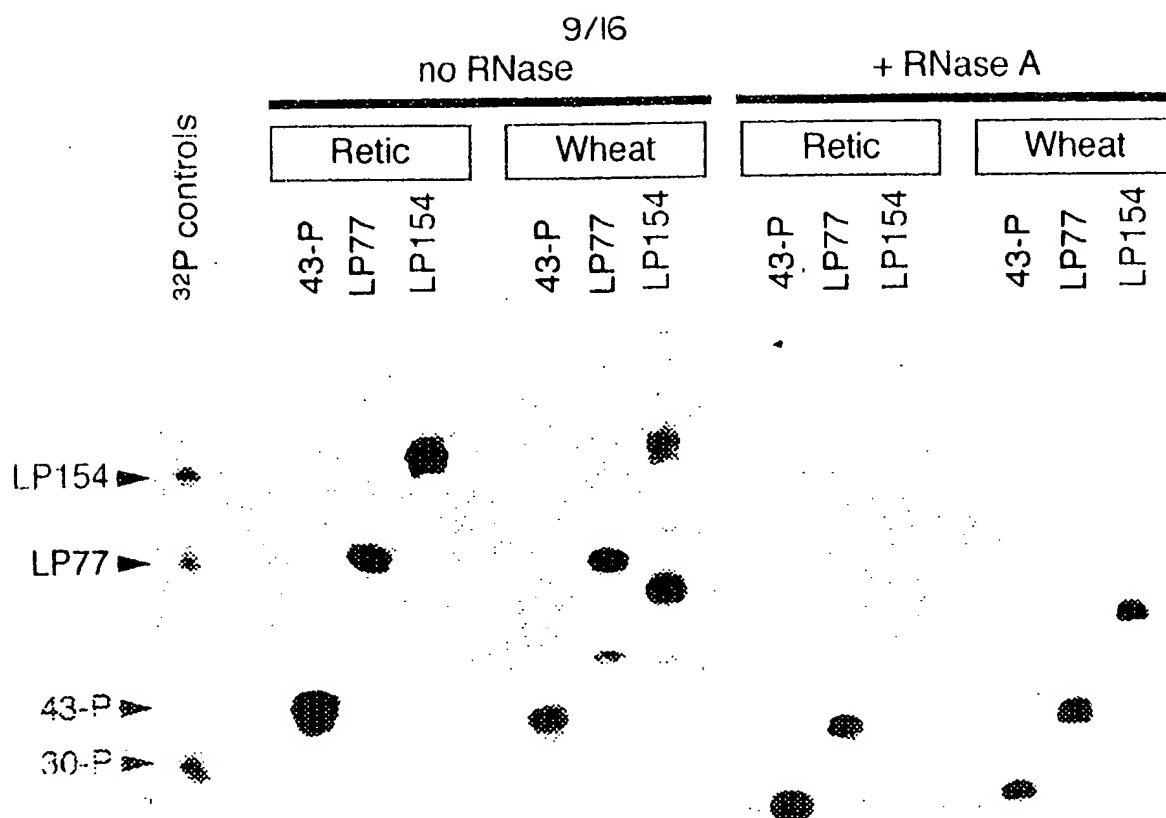 9/16
no RNase
+ RNase A
Retic
Wheat
Retic
Wheat
32P controls
43-P
LP77
LP154
43-P
LP77
LP154
43-P
LP77
LP154
43-P
LP77
LP154
LP154
LP77
43-P
30-P